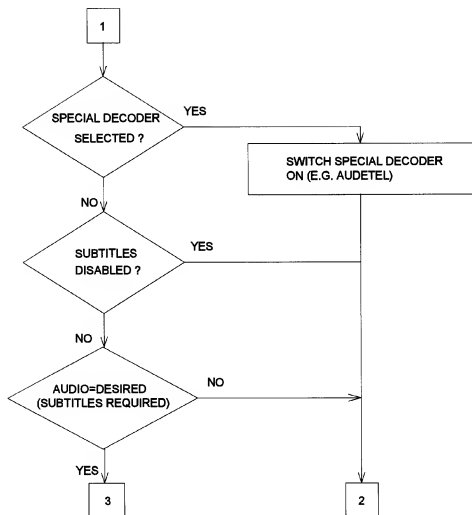 1
SPECIAL DECODER
SELECTED ?
YES
SWITCH SPECIAL DECODER
ON (E.G. AUDETEL)
NO
SUBTITLES
DISABLED ?
YES
NO
AUDIO=DESIRED
(SUBTITLES REQUIRED)
NO
YES
3
2